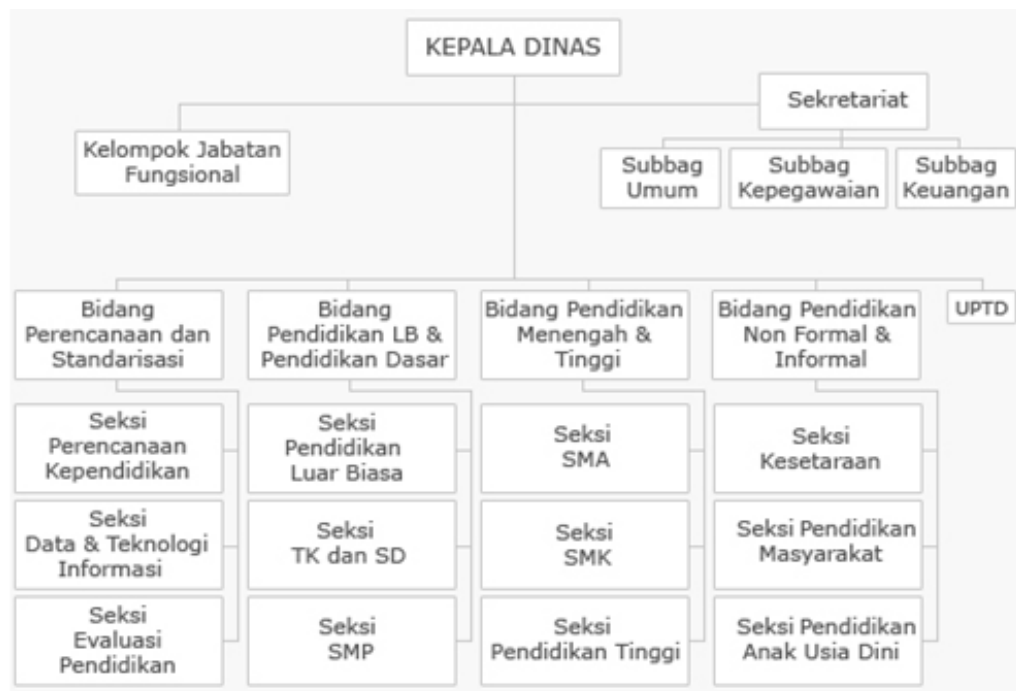 KEPALA DINAS
Sekretariat
Kelompok Jabatan
Fungsional
Subbag
Umum
Subbag
Kepegawaian
Subbag
Keuangan
Bidang
Perencanaan dan
Standarisasi
Bidang
Pendidikan LB &
Pendidikan Dasar
Bidang Pendidikan
Menengah &
Tinggi
Bidang Pendidikan
Non Formal &
Informal
UPTD
Seksi
Perencanaan
Kependidikan
Seksi
Pendidikan
Luar Biasa
Seksi
SMA
Seksi
Kesetaraan
Seksi
Data & Teknologi
Informasi
Seksi
TK dan SD
Seksi
SMK
Seksi Pendidikan
Masyarakat
Seksi
Evaluasi
Pendidikan
Seksi
SMP
Seksi
Pendidikan Tinggi
Seksi Pendidikan
Anak Usia Dini